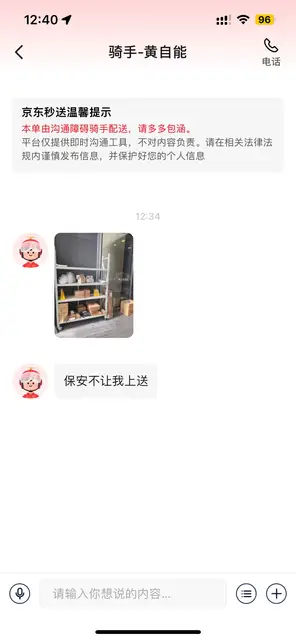 12:40
96
骑手-黄自能
电话
京东秒送温馨提示
本单由沟通障碍骑手配送，请多多包涵。
平台仅提供即时沟通工具，不对内容负责。请在相关法律法
规内谨慎发布信息，并保护好您的个人信息
12:34
保安不让我上送
请输入你想说的内容...